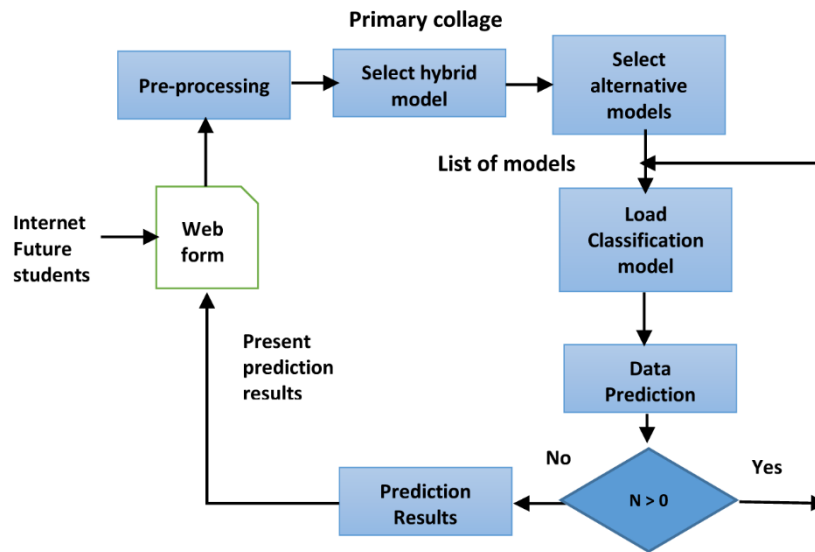 Primary collage
Pre-processing
Select hybrid
model
Select
alternative
models
List of models
Load
Classification
model
Internet
Future
students
Web
form
Present
prediction
results
Data
Prediction
No
Yes
N > 0
Prediction
Results